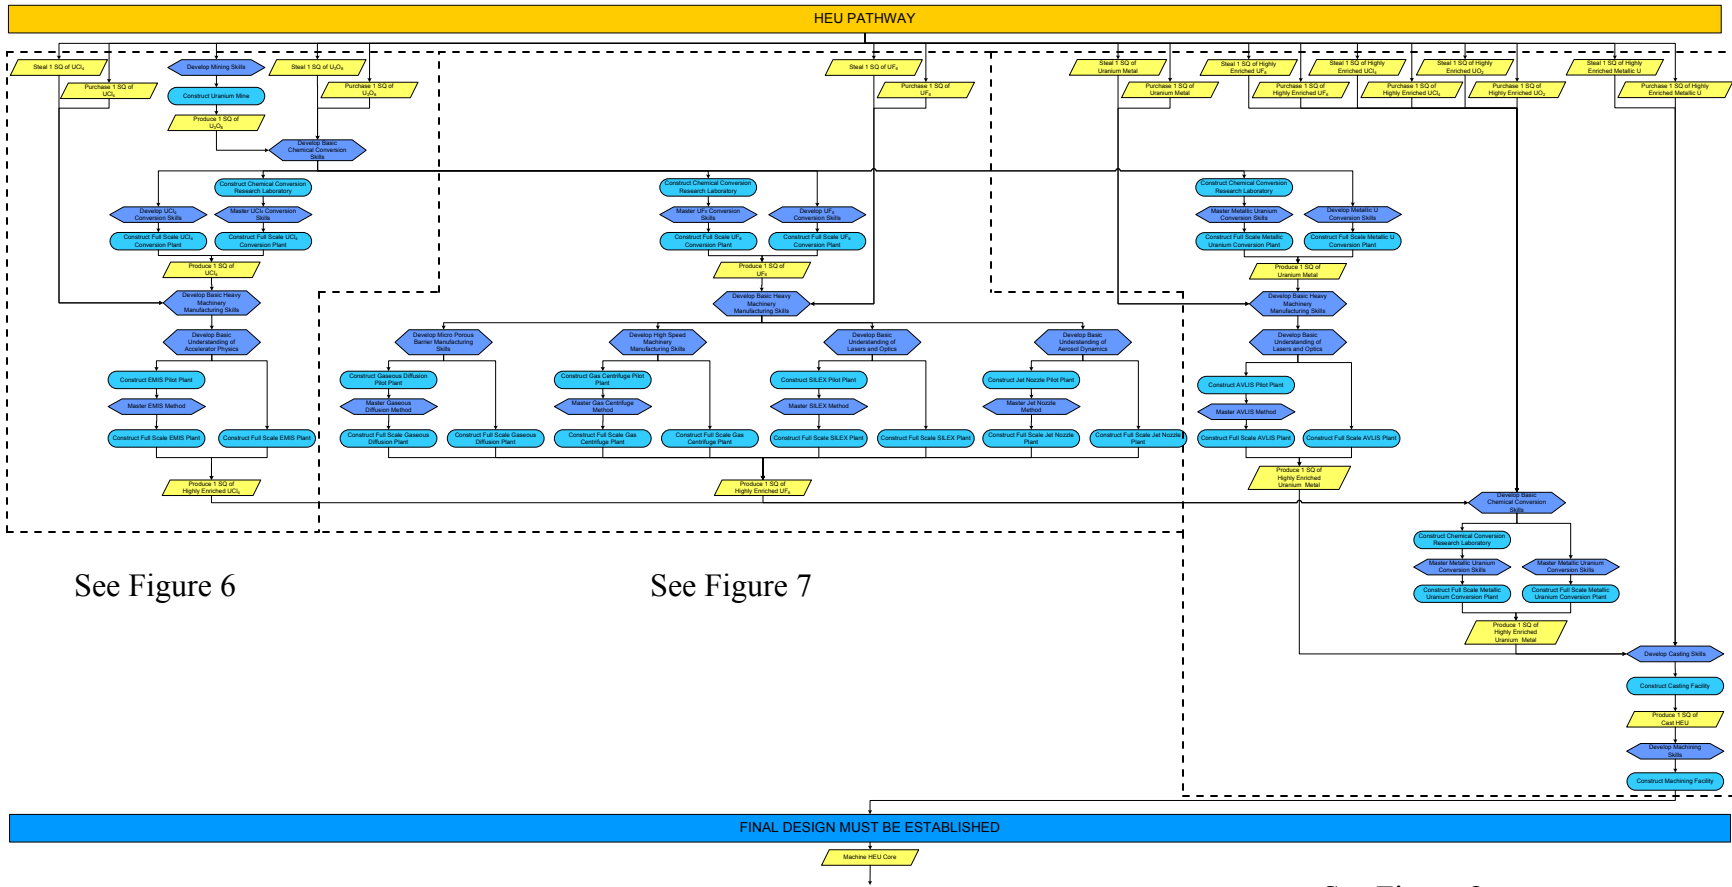 HEU PATHWAY
Steal 1 SQ of UCl₄
Purchase 1 SQ of
UCl₄
Develop Mining Skills
Construct Uranium Mine
Produce 1 SQ of
U₃O₈
Steal 1 SQ of U₃O₈
Purchase 1 SQ of
U₃O₈
Develop Basic
Chemical Conversion
Skills
Steal 1 SQ of UF₆
Purchase 1 SQ of
UF₆
Steal 1 SQ of
Uranium Metal
Purchase 1 SQ of
Uranium Metal
Steal 1 SQ of Highly
Enriched UF₆
Purchase 1 SQ of
Highly Enriched UF₆
Steal 1 SQ of Highly
Enriched UCl₄
Purchase 1 SQ of
Highly Enriched UCl₄
Steal 1 SQ of Highly
Enriched UO₂
Purchase 1 SQ of
Highly Enriched UO₂
Steal 1 SQ of Highly
Enriched Metallic U
Purchase 1 SQ of Highly
Enriched Metallic U
Construct Chemical Conversion
Research Laboratory
Develop UCl₄
Conversion Skills
Master UCl₄ Conversion
Skills
Construct Full Scale UCl₄
Conversion Plant
Construct Full Scale UCl₄
Conversion Plant
Produce 1 SQ of
UCl₄
Develop Basic Heavy
Machinery
Manufacturing Skills
Develop Basic
Understanding of
Accelerator Physics
Construct EMIS Pilot Plant
Master EMIS Method
Construct Full Scale EMIS Plant
Construct Full Scale EMIS Plant
Produce 1 SQ of
Highly Enriched UCl₄
Construct Chemical Conversion
Research Laboratory
Master UF₆ Conversion
Skills
Develop UF₆
Conversion Skills
Construct Full Scale UF₆
Conversion Plant
Construct Full Scale UF₆
Conversion Plant
Produce 1 SQ of
UF₆
Develop Basic Heavy
Machinery
Manufacturing Skills
Develop Micro Porous
Barrier Manufacturing
Skills
Develop High Speed
Machinery
Manufacturing Skills
Develop Basic
Understanding
of Lasers and Optics
Develop Basic
Understanding
of Aerosol Dynamics
Construct Gaseous Diffusion
Pilot Plant
Master Gaseous
Diffusion Method
Construct Full Scale Gaseous
Diffusion Plant
Construct Full Scale Gaseous
Diffusion Plant
Construct Gas Centrifuge Pilot
Plant
Master Gas Centrifuge
Method
Construct Full Scale Gas
Centrifuge Plant
Construct Full Scale Gas
Centrifuge Plant
Construct SILEX Pilot Plant
Master SILEX Method
Construct Full Scale SILEX Plant
Construct Full Scale SILEX Plant
Construct Jet Nozzle Pilot Plant
Master Jet Nozzle
Method
Construct Full Scale Jet Nozzle
Plant
Construct Full Scale Jet Nozzle
Plant
Produce 1 SQ of
Highly Enriched UF₆
Construct Chemical Conversion
Research Laboratory
Master Metallic Uranium
Conversion Skills
Develop Metallic U
Conversion Skills
Construct Full Scale Metallic
Uranium Conversion Plant
Construct Full Scale Metallic U
Conversion Plant
Produce 1 SQ of
Uranium Metal
Develop Basic Heavy
Machinery
Manufacturing Skills
Develop Basic
Understanding
of Lasers and Optics
Construct AVLIS Pilot Plant
Master AVLIS Method
Construct Full Scale AVLIS Plant
Construct Full Scale AVLIS Plant
Produce 1 SQ of
Highly Enriched
Uranium Metal
Develop Basic
Chemical Conversion
Skills
Construct Chemical Conversion
Research Laboratory
Master Metallic Uranium
Conversion Skills
Master Metallic Uranium
Conversion Skills
Construct Full Scale Metallic
Uranium Conversion Plant
Construct Full Scale Metallic
Uranium Conversion Plant
Produce 1 SQ of
Highly Enriched
Uranium Metal
Develop Casting Skills
Construct Casting Facility
Produce 1 SQ of
Cast HEU
Develop Machining
Skills
Construct Machining Facility
See Figure 6
See Figure 7
FINAL DESIGN MUST BE ESTABLISHED
Machine HEU Core
See Figure